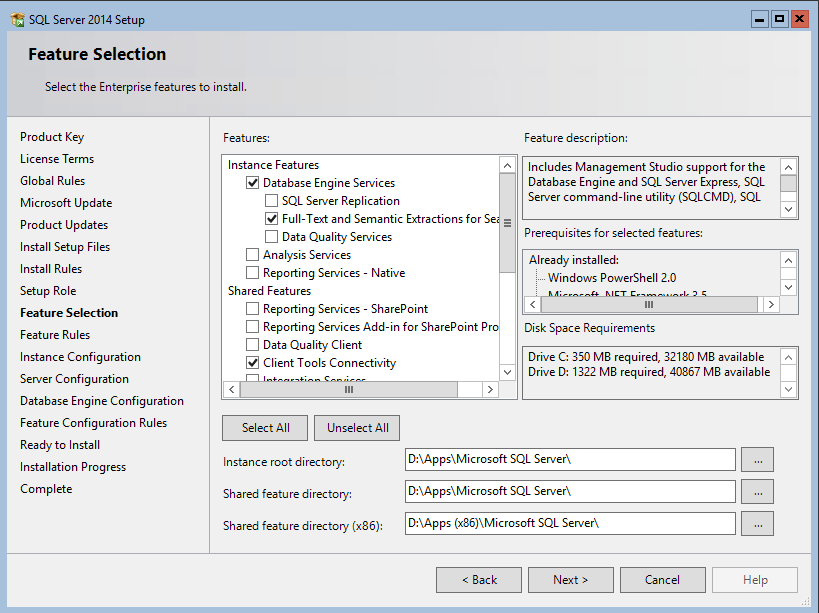 SQL Server 2014 Setup
Feature Selection
Select the Enterprise features to install.
Product Key
License Terms
Global Rules
Microsoft Update
Product Updates
Install Setup Files
Install Rules
Setup Role
Feature Selection
Feature Rules
Instance Configuration
Server Configuration
Database Engine Configuration
Feature Configuration Rules
Ready to Install
Installation Progress
Complete
Features:
Instance Features
Database Engine Services
SQL Server Replication
Full-Text and Semantic Extractions for Sea
Data Quality Services
Analysis Services
Reporting Services - Native
Shared Features
Reporting Services - SharePoint
Reporting Services Add-in for SharePoint Pro
Data Quality Client
Client Tools Connectivity
Integration Services
Feature description:
Includes Management Studio support for the
Database Engine and SQL Server Express, SQL
Server command-line utility (SQLCMD), SQL
Prerequisites for selected features:
Already installed:
Windows PowerShell 2.0
Microsoft .NET Framework 3.5
Disk Space Requirements
Drive C: 350 MB required, 32180 MB available
Drive D: 1322 MB required, 40867 MB available
Select All
Unselect All
Instance root directory:
D:\Apps\Microsoft SQL Server\
...
Shared feature directory:
D:\Apps\Microsoft SQL Server\
...
Shared feature directory (x86):
D:\Apps (x86)\Microsoft SQL Server\
...
< Back
Next >
Cancel
Help